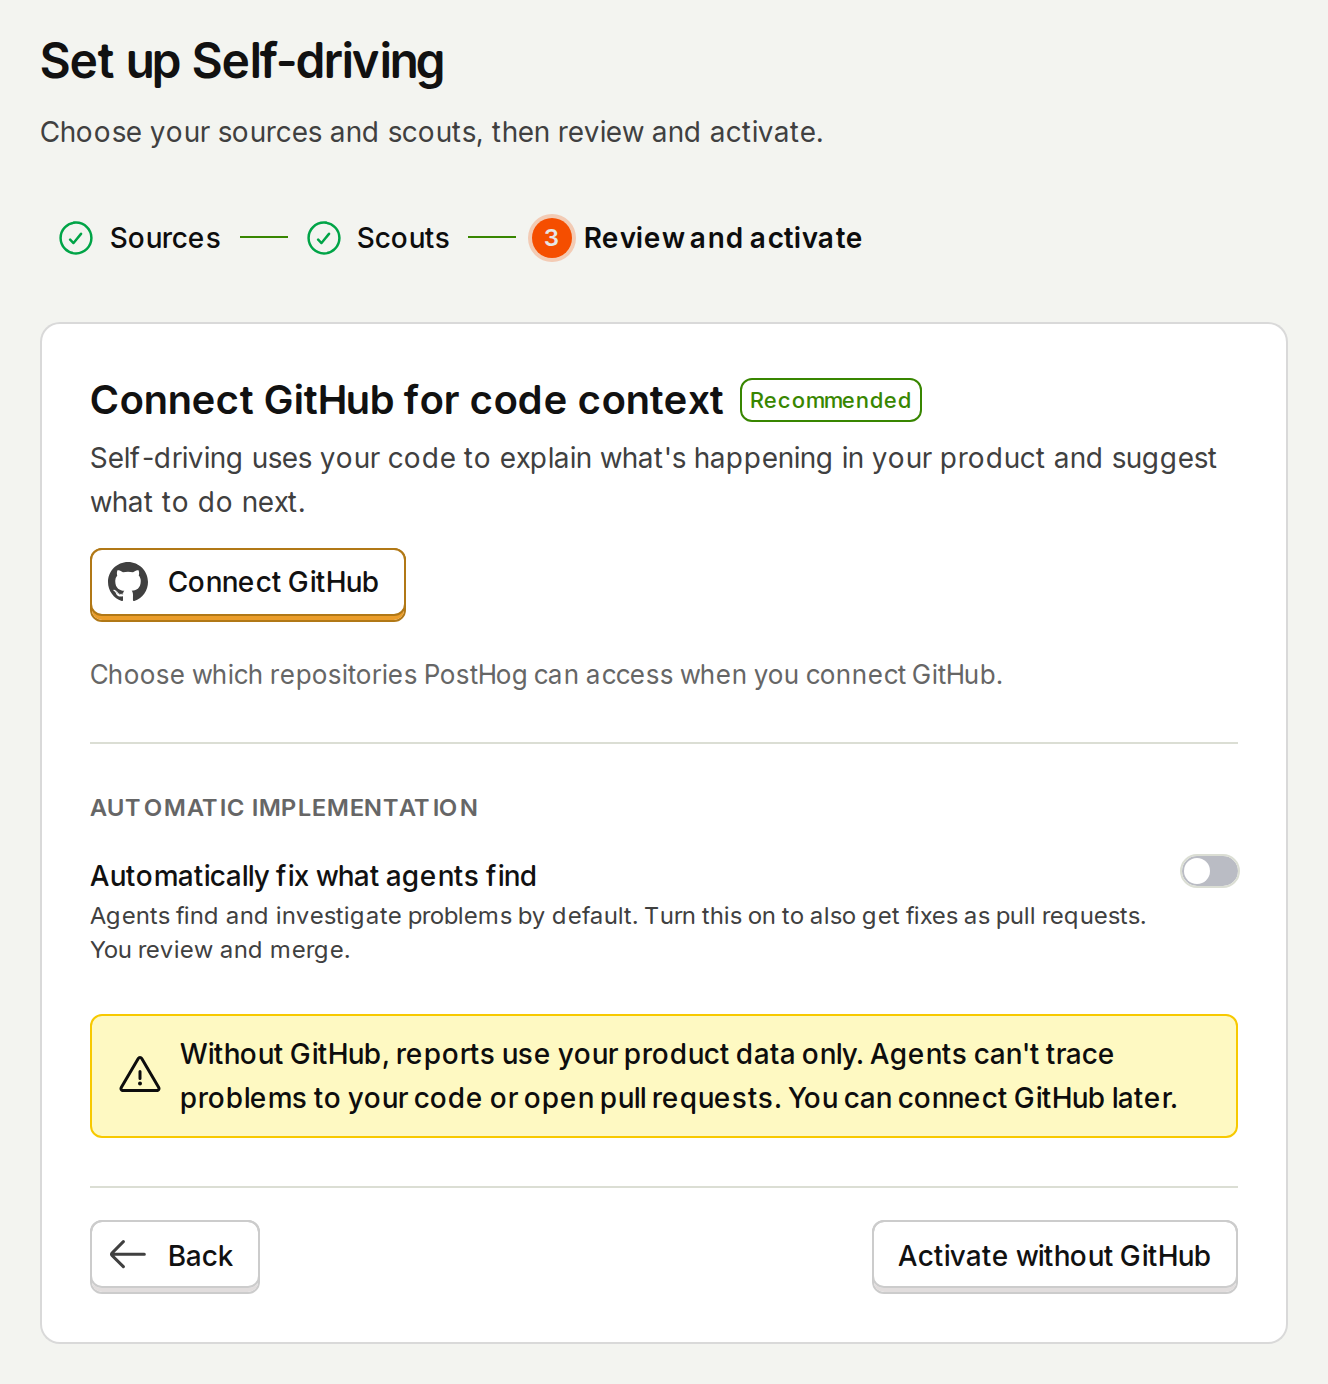 Set up Self-driving
Choose your sources and scouts, then review and activate.
Sources
Scouts
3 Review and activate
Connect GitHub for code context
Recommended
Self-driving uses your code to explain what's happening in your product and suggest
what to do next.
Connect GitHub
Choose which repositories PostHog can access when you connect GitHub.
AUTOMATIC IMPLEMENTATION
Automatically fix what agents find
Agents find and investigate problems by default. Turn this on to also get fixes as pull requests.
You review and merge.
Without GitHub, reports use your product data only. Agents can't trace
problems to your code or open pull requests. You can connect GitHub later.
Back
Activate without GitHub